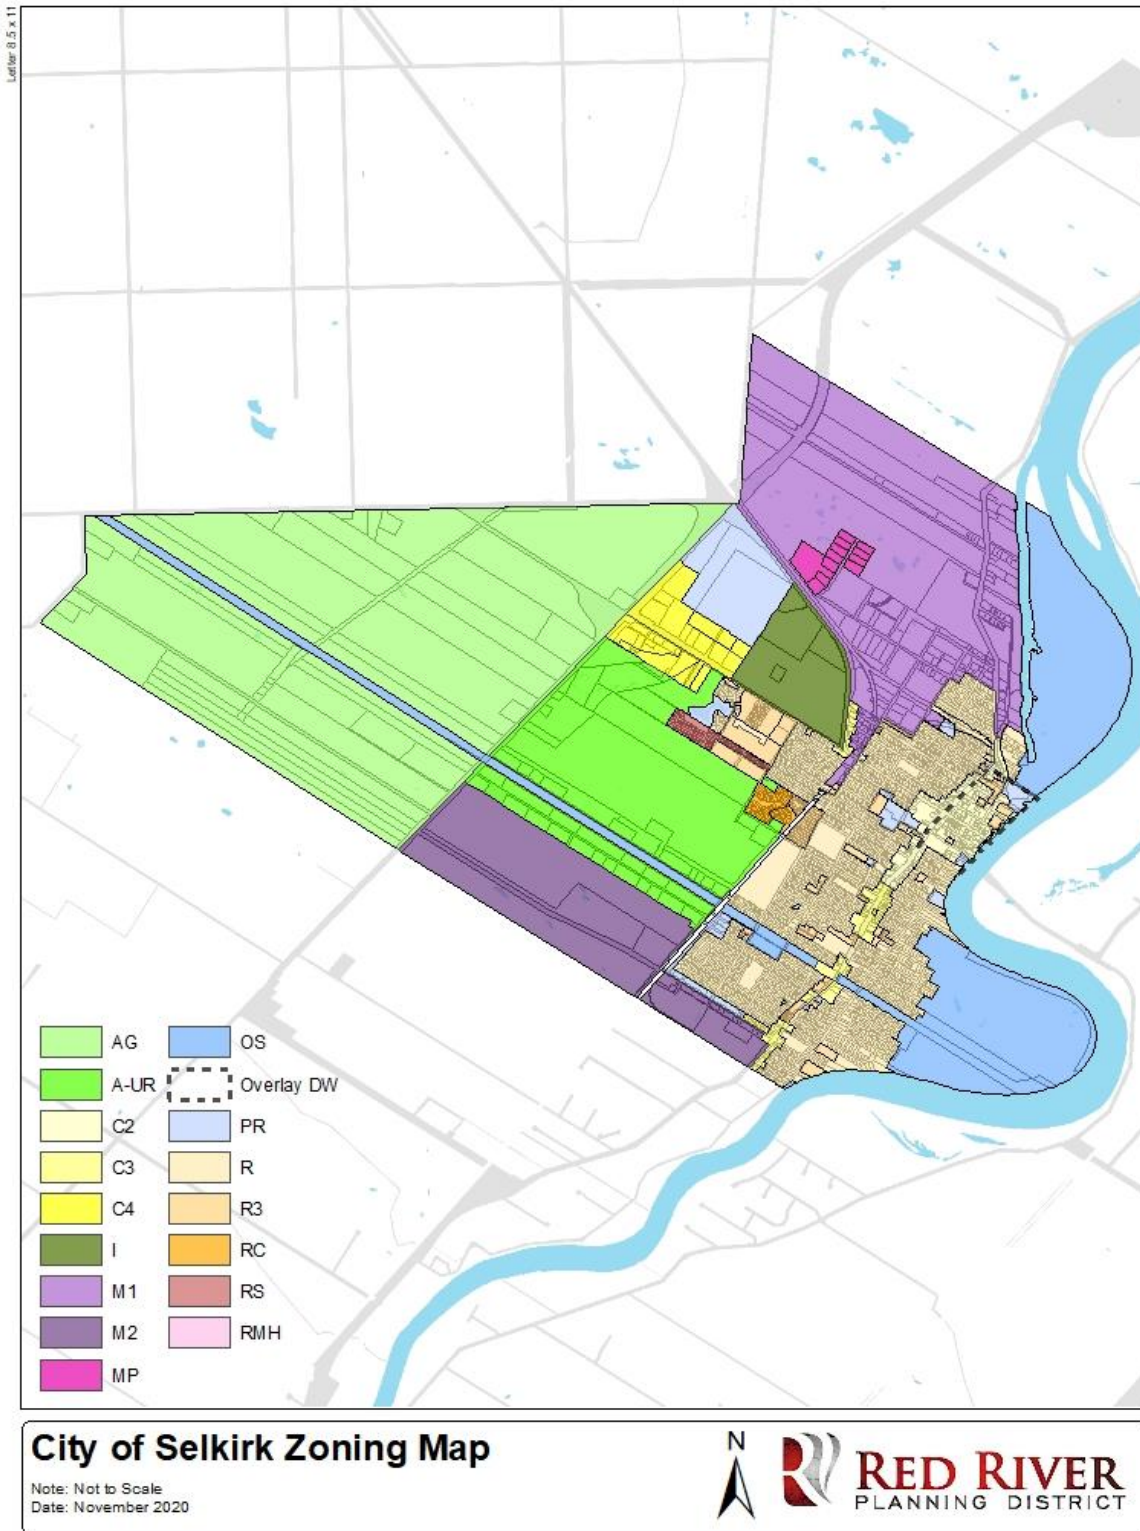 Letter 8.5 x 11
AG
A-UR
C2
C3
C4
I
M1
M2
MP
OS
Overlay DW
PR
R
R3
RC
RS
RMH
City of Selkirk Zoning Map
Note: Not to Scale
Date: November 2020
N
RED RIVER
PLANNING DISTRICT